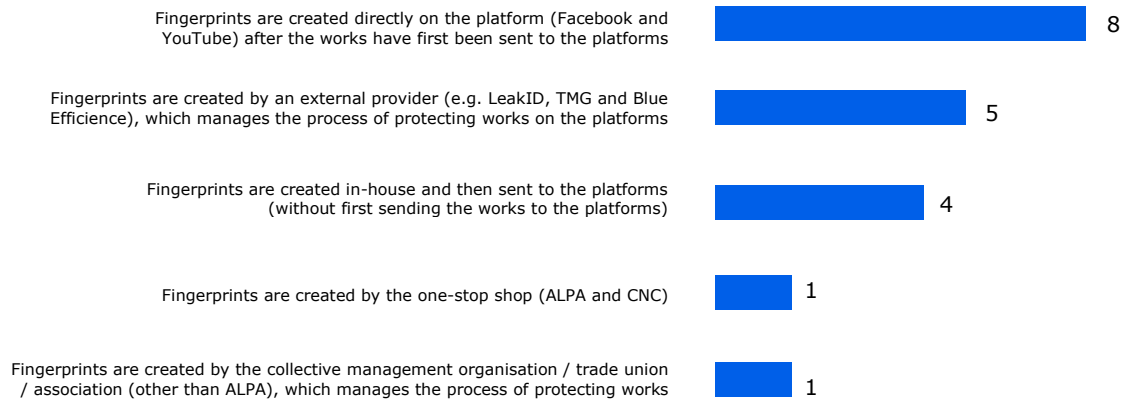 Fingerprints are created directly on the platform (Facebook and
YouTube) after the works have first been sent to the platforms
8
Fingerprints are created by an external provider (e.g. LeakID, TMG and Blue
Efficience), which manages the process of protecting works on the platforms
5
Fingerprints are created in-house and then sent to the platforms
(without first sending the works to the platforms)
4
Fingerprints are created by the one-stop shop (ALPA and CNC)
1
Fingerprints are created by the collective management organisation / trade union
/ association (other than ALPA), which manages the process of protecting works
1